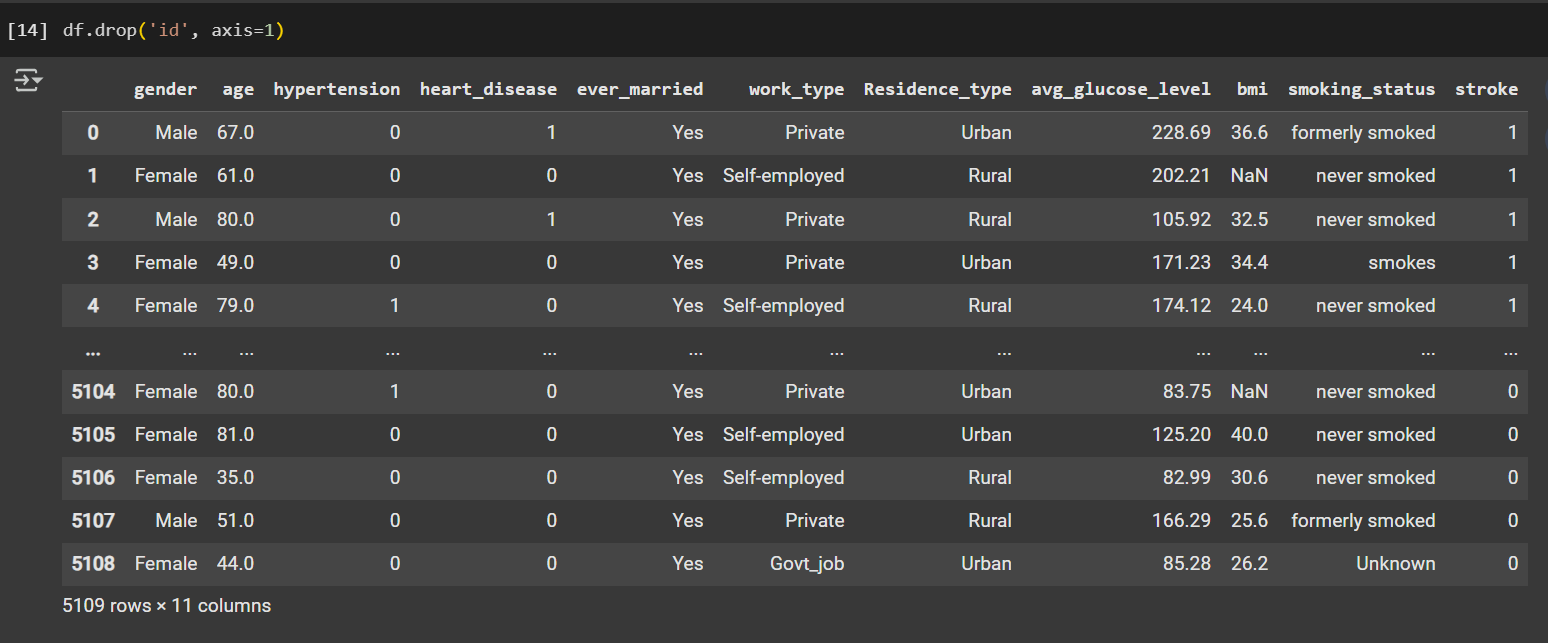 [14] df.drop('id', axis=1)
gender age hypertension heart_disease ever_married work_type Residence_type avg_glucose_level bmi smoking_status stroke
0 Male 67.0 0 1 Yes Private Urban 228.69 36.6 formerly smoked 1
1 Female 61.0 0 0 Yes Self-employed Rural 202.21 NaN never smoked 1
2 Male 80.0 0 1 Yes Private Rural 105.92 32.5 never smoked 1
3 Female 49.0 0 0 Yes Private Urban 171.23 34.4 smokes 1
4 Female 79.0 1 0 Yes Self-employed Rural 174.12 24.0 never smoked 1
... ... ... ... ... ... ... ... ... ... ... ...
5104 Female 80.0 1 0 Yes Private Urban 83.75 NaN never smoked 0
5105 Female 81.0 0 0 Yes Self-employed Urban 125.20 40.0 never smoked 0
5106 Female 35.0 0 0 Yes Self-employed Rural 82.99 30.6 never smoked 0
5107 Male 51.0 0 0 Yes Private Rural 166.29 25.6 formerly smoked 0
5108 Female 44.0 0 0 Yes Govt_job Urban 85.28 26.2 Unknown 0
5109 rows × 11 columns